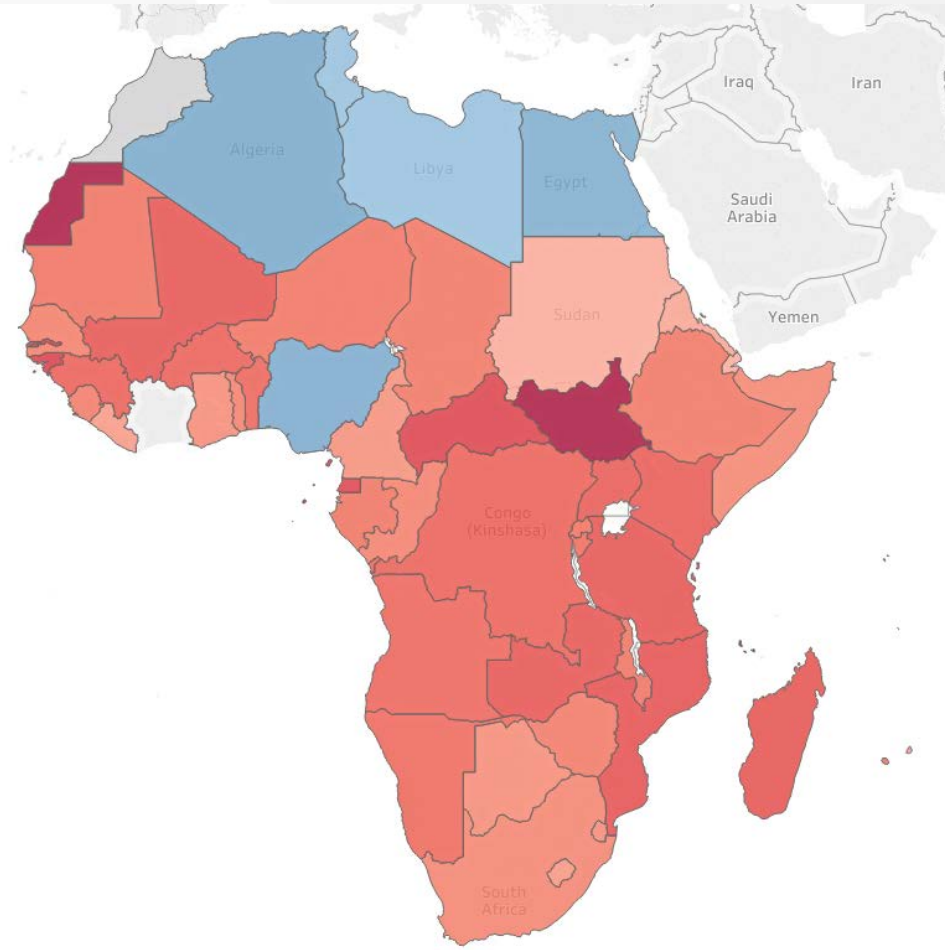 Iraq
Iran
Algeria
Libya
Egypt
Saudi
Arabia
Sudan
Yemen
Congo
(Kinshasa)
South
Africa